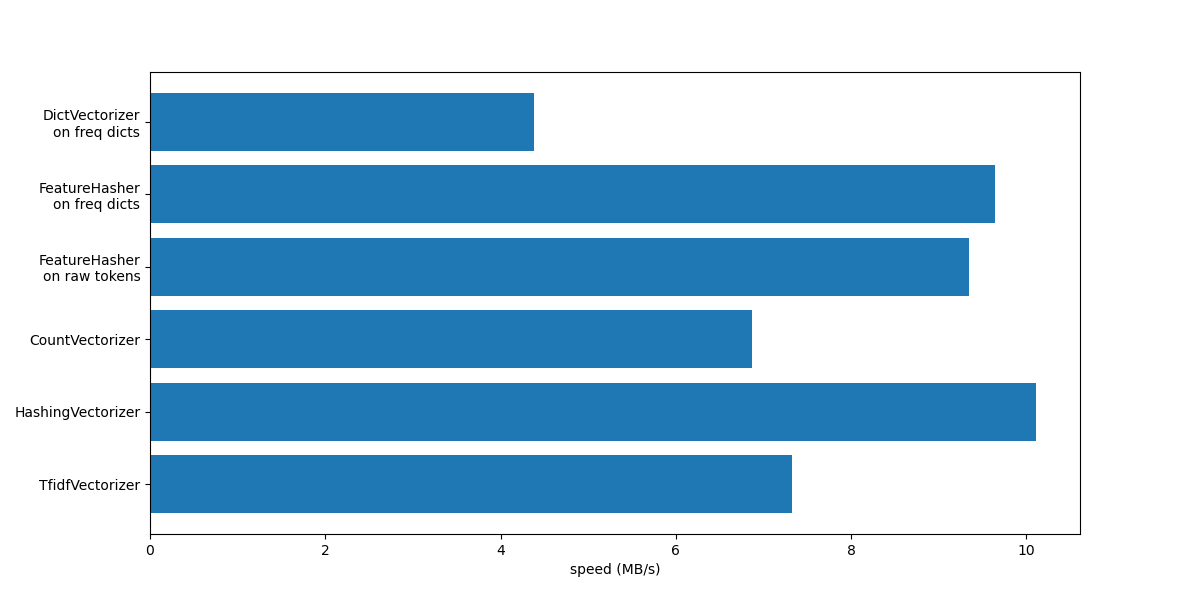 DictVectorizer
on freq dicts
FeatureHasher
on freq dicts
FeatureHasher
on raw tokens
CountVectorizer
HashingVectorizer
TfidfVectorizer
0 2 4 6 8 10
speed (MB/s)